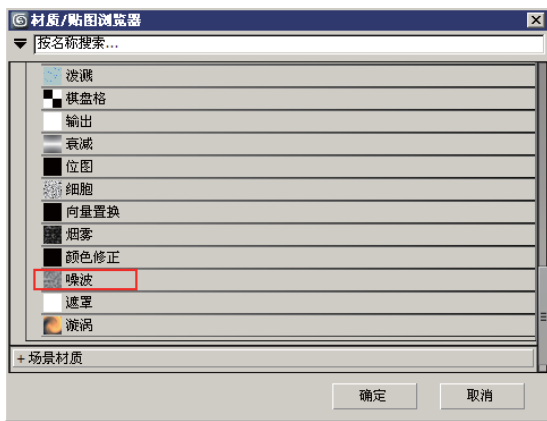 材质/贴图浏览器
按名称搜索...
泼溅
棋盘格
输出
衰减
位图
细胞
向量置换
烟雾
颜色修正
噪波
遮罩
漩涡
+ 场景材质
确定
取消